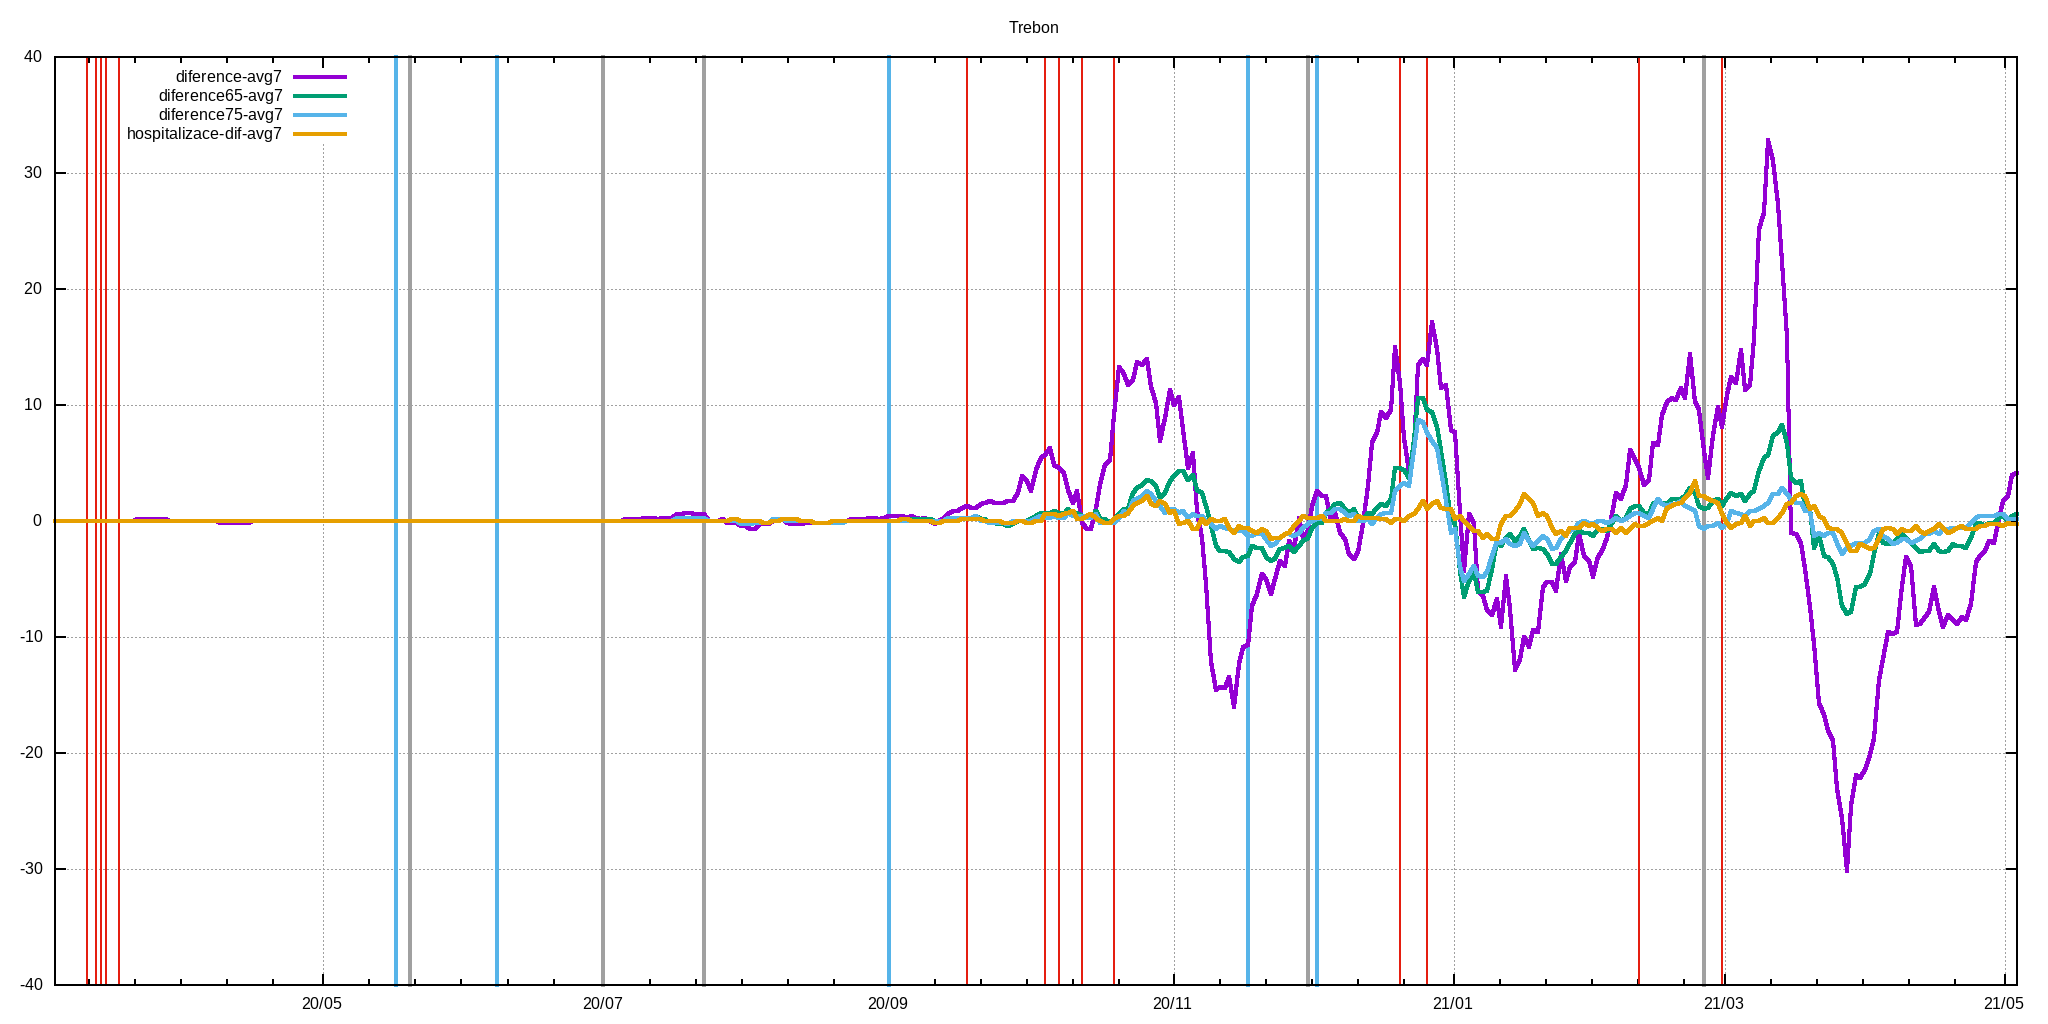 Trebon
diference-avg7
diference65-avg7
diference75-avg7
hospitalizace-dif-avg7
40
30
20
10
0
-10
-20
-30
-40
20/05 20/07 20/09 20/11 21/01 21/03 21/05